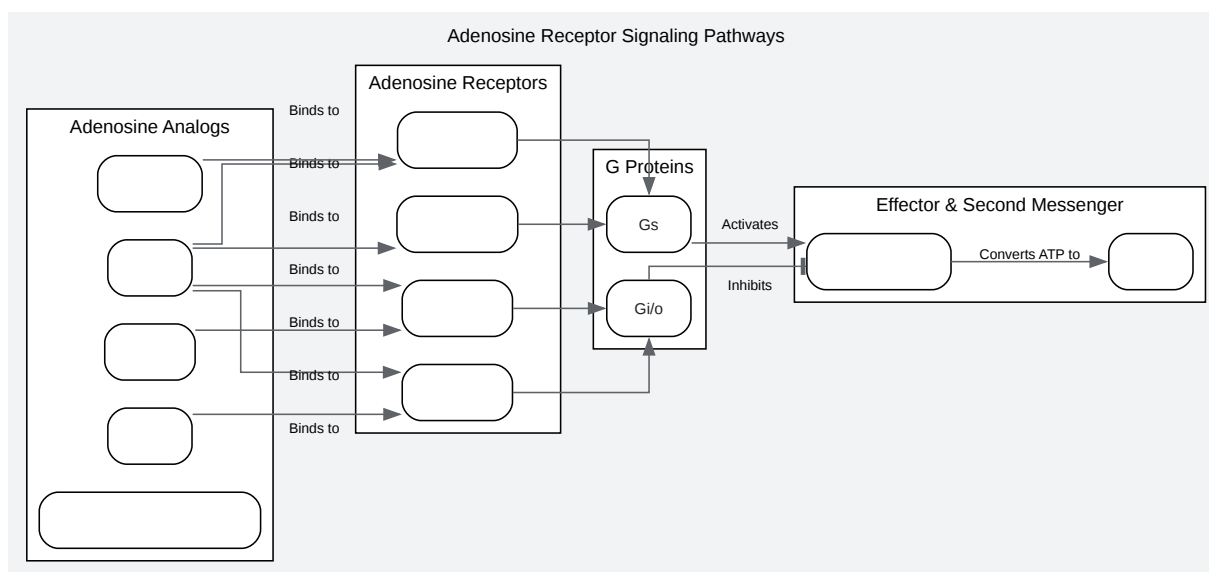 Adenosine Receptor Signaling Pathways
Adenosine Analogs
Binds to
Binds to
Binds to
Binds to
Binds to
Binds to
Binds to
Adenosine Receptors
G Proteins
Gs
Gi/o
Activates
Inhibits
Effector & Second Messenger
Converts ATP to